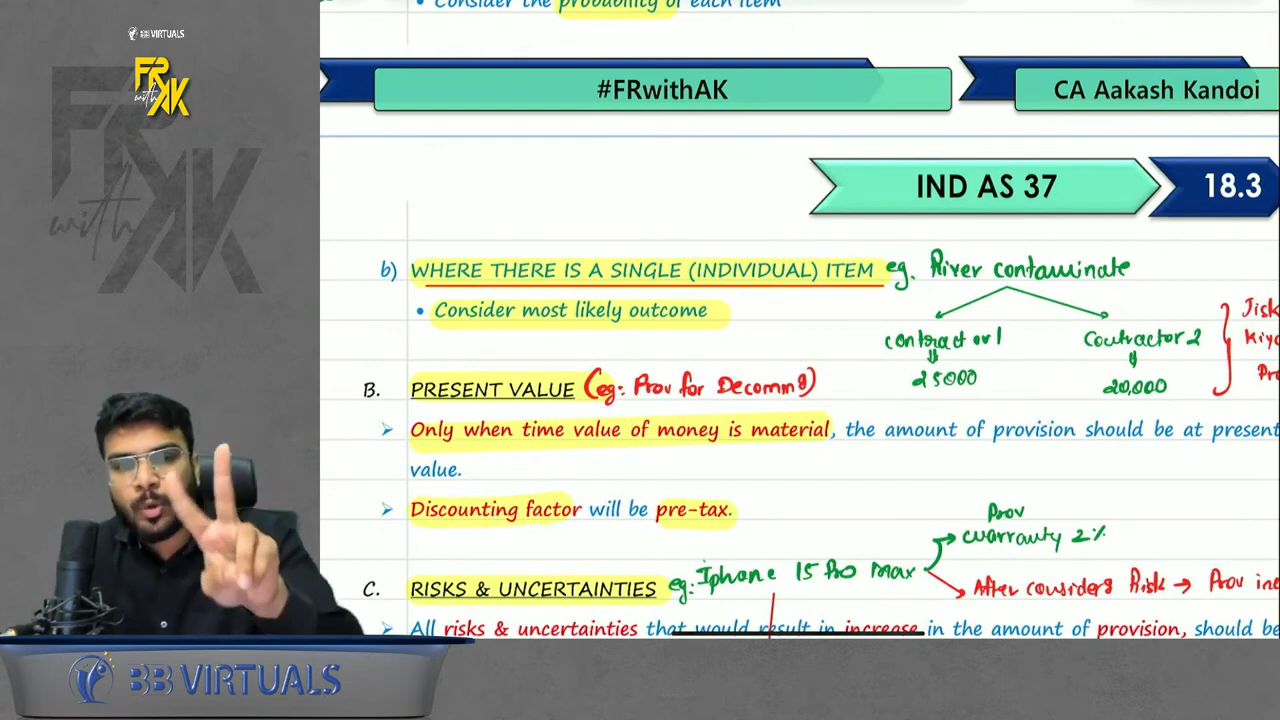 BB VIRTUALS
FR
with
AK
• Consider the probability of each item
#FRwithAK
CA Aakash Kandoi
IND AS 37
18.3
b) WHERE THERE IS A SINGLE (INDIVIDUAL) ITEM eg. River contaminate
• Consider most likely outcome
contractor 1
contractor 2
25000
20,000
B. PRESENT VALUE (eg: Prov for Decommg)
➢ Only when time value of money is material, the amount of provision should be at present
value.
➢ Discounting factor will be pre-tax.
Prov
warranty 2%
C. RISKS & UNCERTAINTIES eg: Iphone 15 Pro Max
After considerg Risk → Prov inc
➢ All risks & uncertainties that would result in increase in the amount of provision, should be
BB VIRTUALS